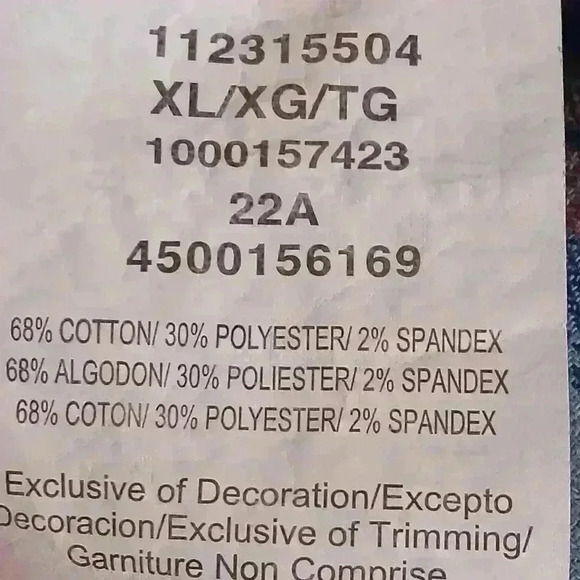 112315504
XL/XG/TG
1000157423
22A
4500156169
68% COTTON/ 30% POLYESTER/ 2% SPANDEX
68% ALGODON/ 30% POLIESTER/ 2% SPANDEX
68% COTON/ 30% POLYESTER/ 2% SPANDEX
Exclusive of Decoration/Excepto
Decoracion/Exclusive of Trimming/
Garniture Non Comprise